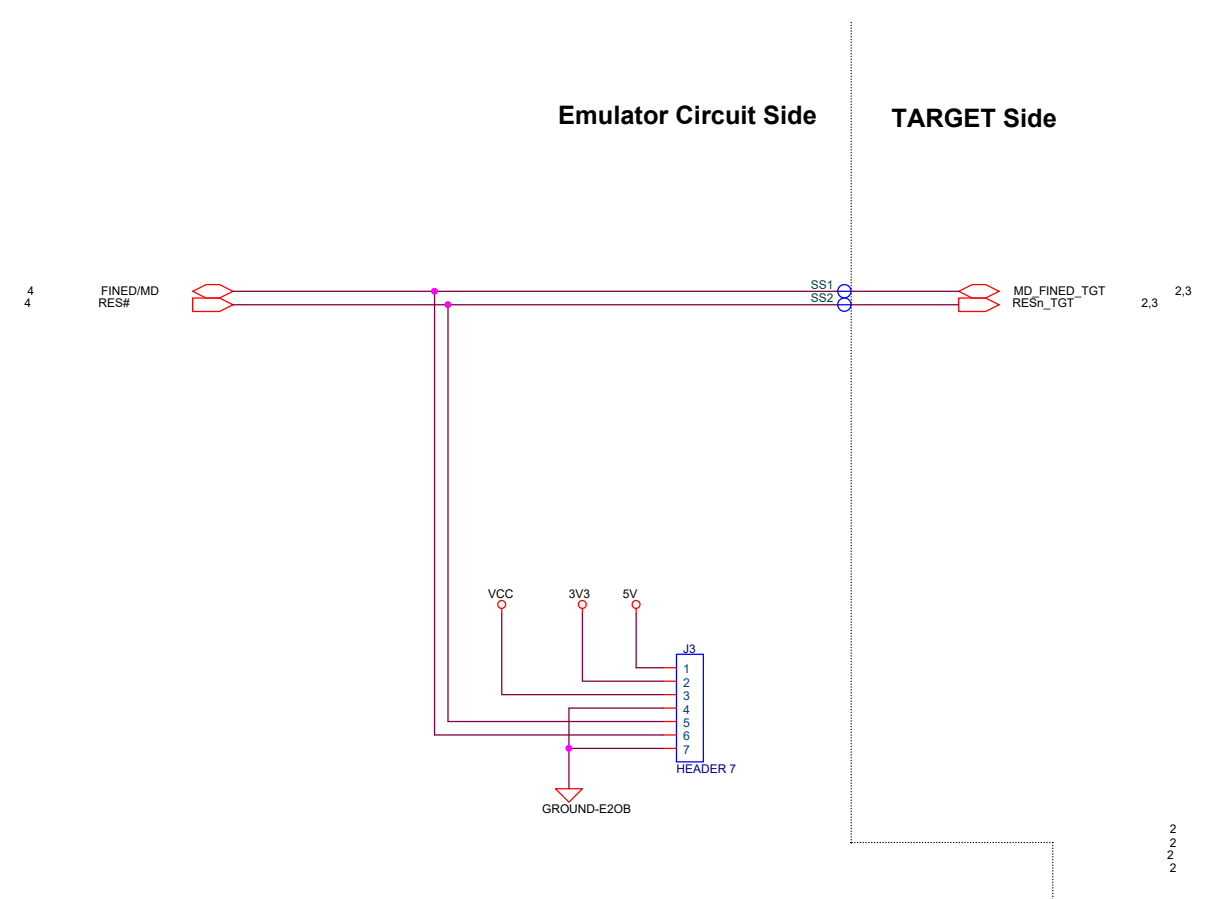 Emulator Circuit Side
TARGET Side
4 FINED/MD
4 RES#
SS1
SS2
MD_FINED_TGT 2,3
RESn_TGT 2,3
VCC 3V3 5V
J3
1
2
3
4
5
6
7
HEADER 7
GROUND-E2OB
2
2
2
2